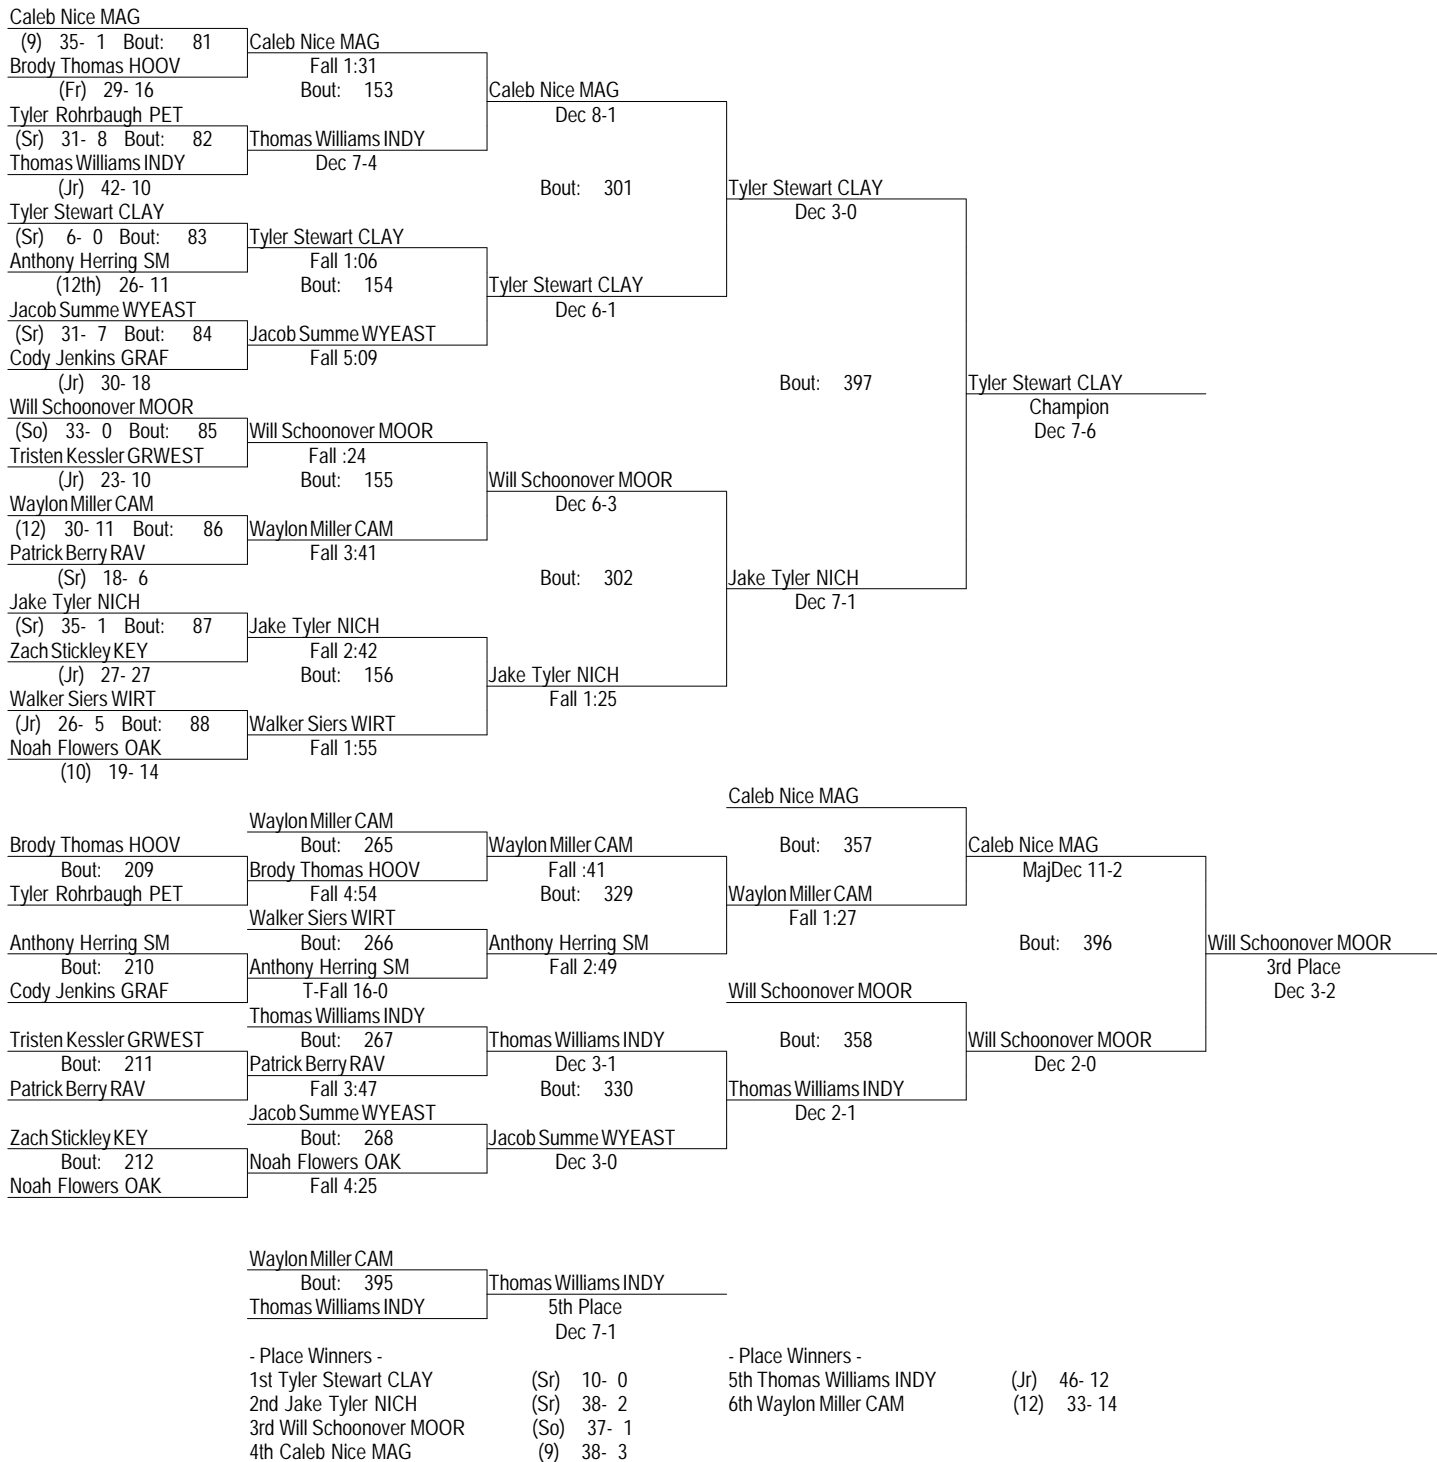 Caleb Nice MAG
(9) 35- 1 Bout: 81
Brody Thomas HOOV
(Fr) 29- 16
Tyler Rohrbaugh PET
(Sr) 31- 8 Bout: 82
Thomas Williams INDY
(Jr) 42- 10
Tyler Stewart CLAY
(Sr) 6- 0 Bout: 83
Anthony Herring SM
(12th) 26- 11
Jacob Summe WYEAST
(Sr) 31- 7 Bout: 84
Cody Jenkins GRAF
(Jr) 30- 18
Will Schoonover MOOR
(So) 33- 0 Bout: 85
Tristen Kessler GRWEST
(Jr) 23- 10
Waylon Miller CAM
(12) 30- 11 Bout: 86
Patrick Berry RAV
(Sr) 18- 6
Jake Tyler NICH
(Sr) 35- 1 Bout: 87
Zach Stickley KEY
(Jr) 27- 27
Walker Siers WIRT
(Jr) 26- 5 Bout: 88
Noah Flowers OAK
(10) 19- 14
Caleb Nice MAG
Fall 1:31
Bout: 153
Thomas Williams INDY
Dec 7-4
Tyler Stewart CLAY
Fall 1:06
Bout: 154
Jacob Summe WYEAST
Fall 5:09
Will Schoonover MOOR
Fall :24
Bout: 155
Waylon Miller CAM
Fall 3:41
Jake Tyler NICH
Fall 2:42
Bout: 156
Walker Siers WIRT
Fall 1:55
Caleb Nice MAG
Dec 8-1
Bout: 301
Tyler Stewart CLAY
Dec 6-1
Will Schoonover MOOR
Dec 6-3
Bout: 302
Jake Tyler NICH
Fall 1:25
Tyler Stewart CLAY
Dec 3-0
Bout: 397
Jake Tyler NICH
Dec 7-1
Tyler Stewart CLAY
Champion
Dec 7-6
Brody Thomas HOOV
Bout: 209
Tyler Rohrbaugh PET
Anthony Herring SM
Bout: 210
Cody Jenkins GRAF
Tristen Kessler GRWEST
Bout: 211
Patrick Berry RAV
Zach Stickley KEY
Bout: 212
Noah Flowers OAK
Waylon Miller CAM
Bout: 265
Brody Thomas HOOV
Fall 4:54
Walker Siers WIRT
Bout: 266
Anthony Herring SM
T-Fall 16-0
Thomas Williams INDY
Bout: 267
Patrick Berry RAV
Fall 3:47
Jacob Summe WYEAST
Bout: 268
Noah Flowers OAK
Fall 4:25
Waylon Miller CAM
Fall :41
Bout: 329
Anthony Herring SM
Fall 2:49
Thomas Williams INDY
Dec 3-1
Bout: 330
Jacob Summe WYEAST
Dec 3-0
Caleb Nice MAG
Bout: 357
Waylon Miller CAM
Fall 1:27
Will Schoonover MOOR
Bout: 358
Thomas Williams INDY
Dec 2-1
Caleb Nice MAG
MajDec 11-2
Bout: 396
Will Schoonover MOOR
Dec 2-0
Will Schoonover MOOR
3rd Place
Dec 3-2
Waylon Miller CAM
Bout: 395
Thomas Williams INDY
Thomas Williams INDY
5th Place
Dec 7-1
- Place Winners -
1st Tyler Stewart CLAY (Sr) 10- 0
2nd Jake Tyler NICH (Sr) 38- 2
3rd Will Schoonover MOOR (So) 37- 1
4th Caleb Nice MAG (9) 38- 3
- Place Winners -
5th Thomas Williams INDY (Jr) 46- 12
6th Waylon Miller CAM (12) 33- 14